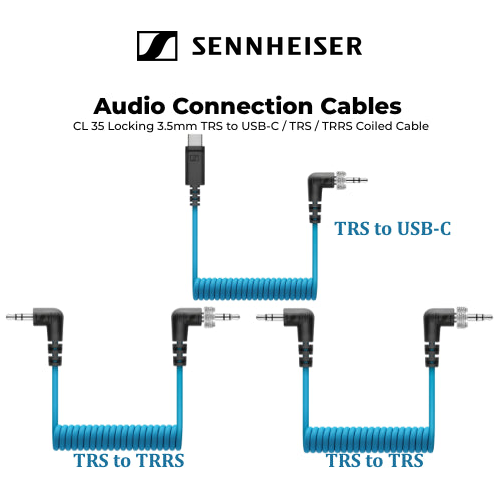 SENNHEISER
Audio Connection Cables
CL 35 Locking 3.5mm TRS to USB-C / TRS / TRRS Coiled Cable
TRS to USB-C
TRS to TRRS
TRS to TRS